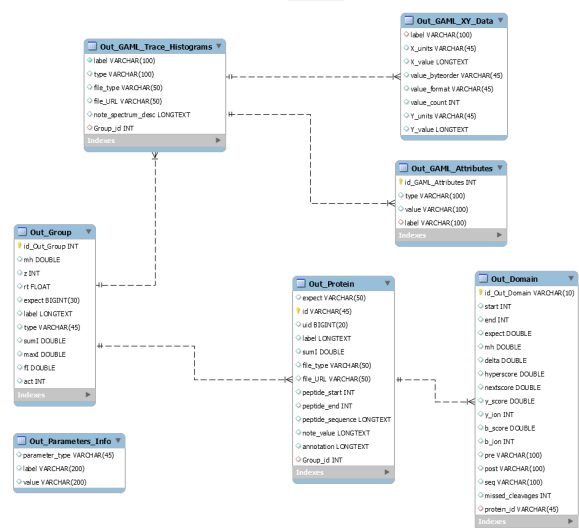 Out_GAML_Trace_Histograms
label VARCHAR(100)
type VARCHAR(100)
file_type VARCHAR(50)
file_URL VARCHAR(50)
note_spectrum_desc LONGTEXT
Group_id INT
Indexes
Out_GAML_XY_Data
label VARCHAR(100)
X_units VARCHAR(45)
X_value LONGTEXT
value_byteorder VARCHAR(45)
value_format VARCHAR(45)
value_count INT
Y_units VARCHAR(45)
Y_value LONGTEXT
Indexes
Out_GAML_Attributes
id_GAML_Attributes INT
type VARCHAR(100)
value VARCHAR(100)
label VARCHAR(100)
Indexes
Out_Group
id_Out_Group INT
mh DOUBLE
z INT
rt FLOAT
expect BIGINT(30)
label LONGTEXT
type VARCHAR(45)
sumI DOUBLE
maxI DOUBLE
fI DOUBLE
act INT
Indexes
Out_Protein
expect VARCHAR(50)
id VARCHAR(45)
uid BIGINT(20)
label LONGTEXT
sumI DOUBLE
file_type VARCHAR(50)
file_URL VARCHAR(50)
peptide_start INT
peptide_end INT
peptide_sequence LONGTEXT
note_value LONGTEXT
annotation LONGTEXT
Group_id INT
Indexes
Out_Domain
id_Out_Domain VARCHAR(10)
start INT
end INT
expect DOUBLE
mh DOUBLE
delta DOUBLE
hyperscore DOUBLE
nextscore DOUBLE
y_score DOUBLE
y_ion INT
b_score DOUBLE
b_ion INT
pre VARCHAR(100)
post VARCHAR(100)
seq VARCHAR(100)
missed_cleavages INT
protein_id VARCHAR(45)
Indexes
Out_Parameters_Info
parameter_type VARCHAR(45)
label VARCHAR(200)
value VARCHAR(200)